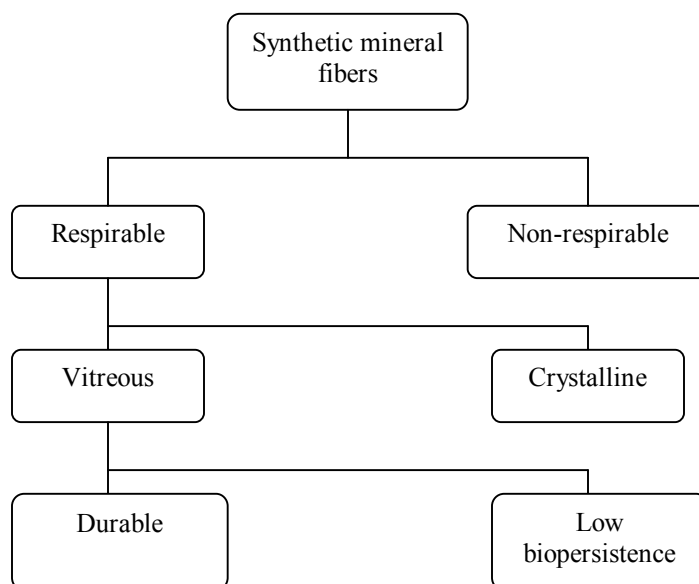 Synthetic mineral
fibers
Respirable
Non-respirable
Vitreous
Crystalline
Durable
Low
biopersistence